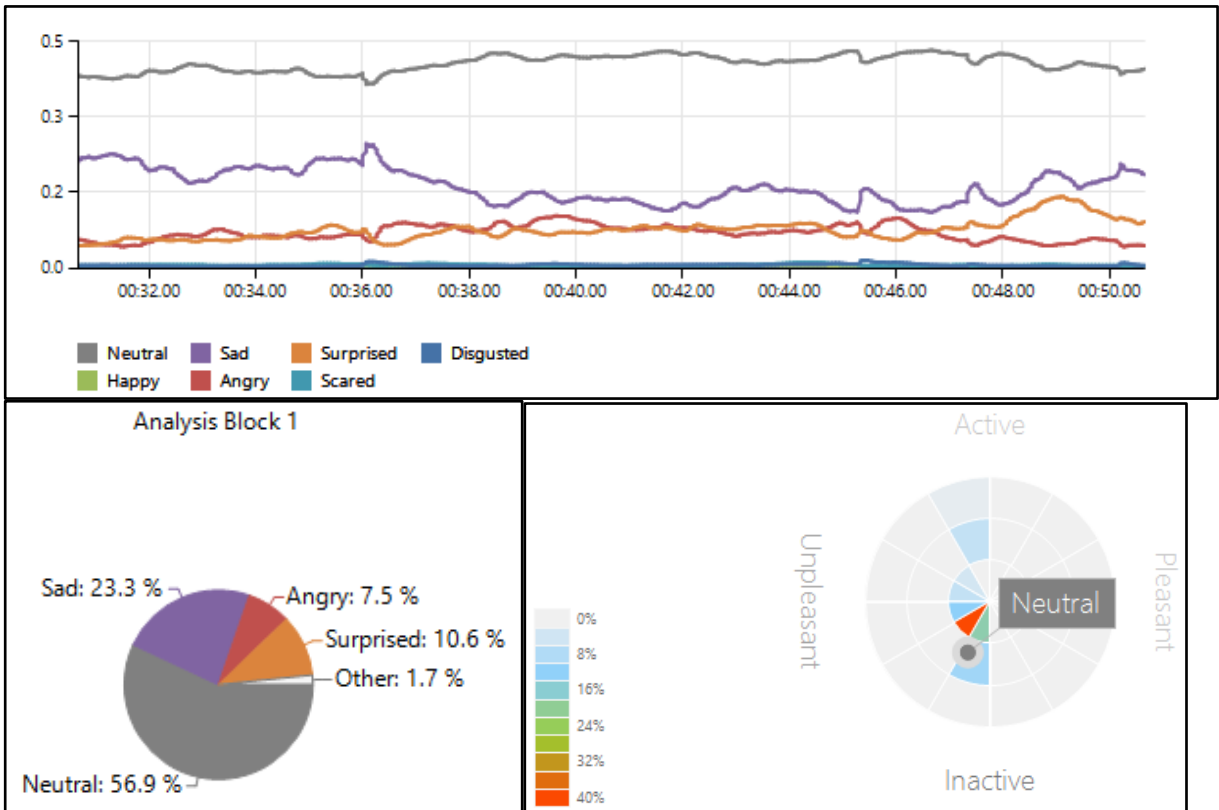 0.5
0.3
0.2
0.0
00:32.00 00:34.00 00:36.00 00:38.00 00:40.00 00:42.00 00:44.00 00:46.00 00:48.00 00:50.00
Neutral Sad Surprised Disgusted
Happy Angry Scared
Analysis Block 1
Sad: 23.3 %
Angry: 7.5 %
Surprised: 10.6 %
Other: 1.7 %
Neutral: 56.9 %
Active
Unpleasant
Pleasant
Neutral
Inactive
0%
8%
16%
24%
32%
40%